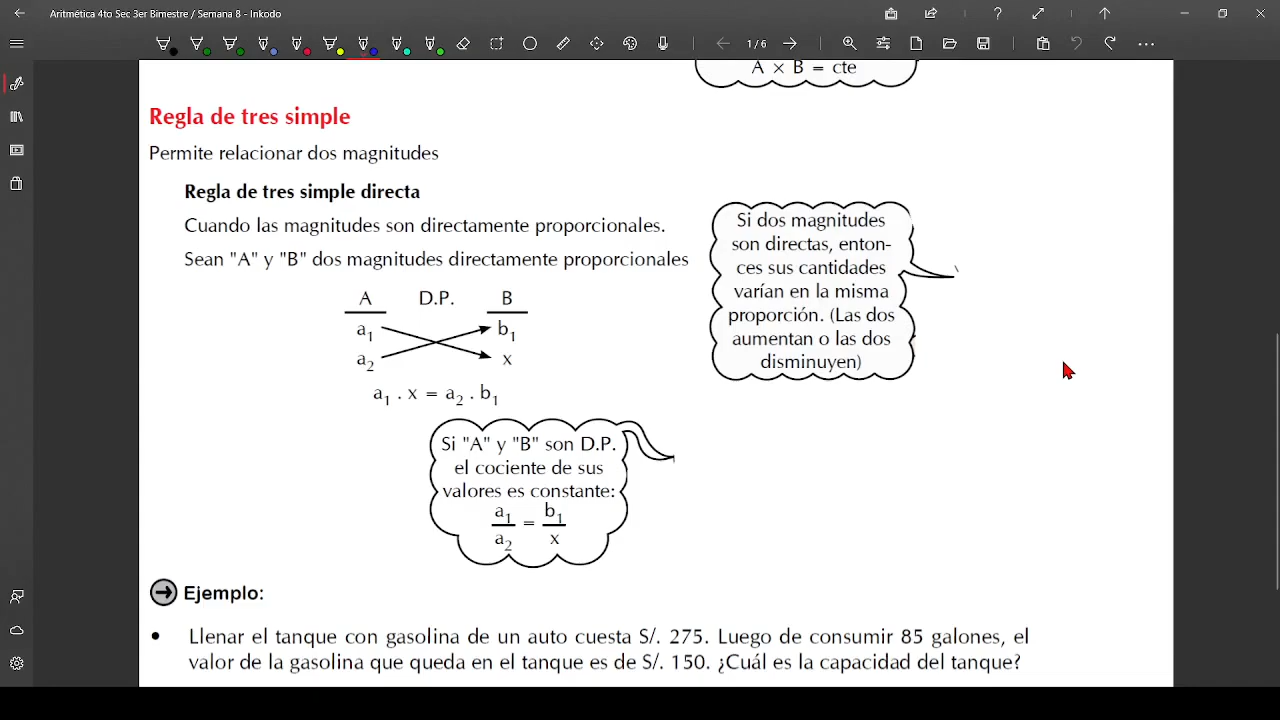 Aritmética 4to Sec 3er Bimestre / Semana 8 - Inkodo
1/6
A × B = cte
Regla de tres simple
Permite relacionar dos magnitudes
Regla de tres simple directa
Cuando las magnitudes son directamente proporcionales.
Sean "A" y "B" dos magnitudes directamente proporcionales
A D.P. B
a₁ b₁
a₂ x
a₁ . x = a₂ . b₁
Si dos magnitudes
son directas, enton-
ces sus cantidades
varían en la misma
proporción. (Las dos
aumentan o las dos
disminuyen)
Si "A" y "B" son D.P.
el cociente de sus
valores es constante:
a₁/a₂ = b₁/x
Ejemplo:
• Llenar el tanque con gasolina de un auto cuesta S/. 275. Luego de consumir 85 galones, el
valor de la gasolina que queda en el tanque es de S/. 150. ¿Cuál es la capacidad del tanque?